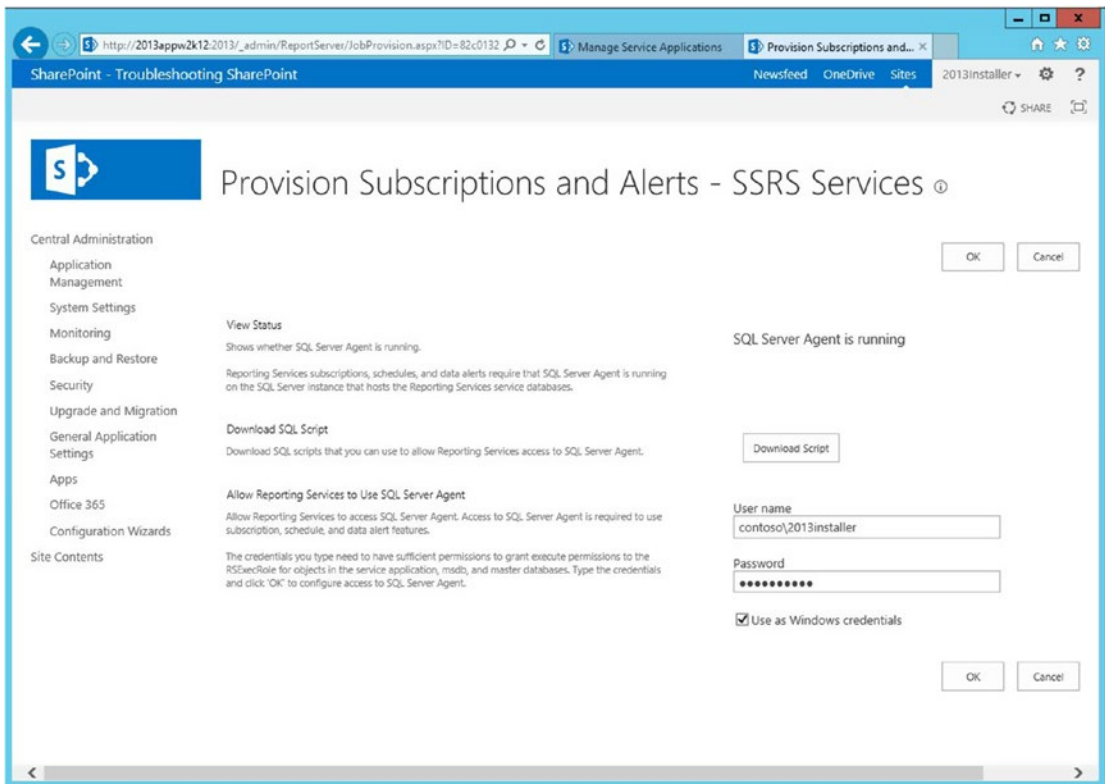 http://2013appw2k12:2013/_admin/ReportServer/JobProvision.aspx?ID=82c0132
Manage Service Applications
Provision Subscriptions and...
SharePoint - Troubleshooting SharePoint
Newsfeed OneDrive Sites
2013Installer
?
SHARE
S
Provision Subscriptions and Alerts - SSRS Services
Central Administration
Application
Management
System Settings
Monitoring
Backup and Restore
Security
Upgrade and Migration
General Application
Settings
Apps
Office 365
Configuration Wizards
Site Contents
OK Cancel
View Status
Shows whether SQL Server Agent is running.
Reporting Services subscriptions, schedules, and data alerts require that SQL Server Agent is running
on the SQL Server instance that hosts the Reporting Services service databases.
SQL Server Agent is running
Download SQL Script
Download SQL scripts that you can use to allow Reporting Services access to SQL Server Agent.
Download Script
Allow Reporting Services to Use SQL Server Agent
Allow Reporting Services to access SQL Server Agent. Access to SQL Server Agent is required to use
subscription, schedule, and data alert features.
The credentials you type need to have sufficient permissions to grant execute permissions to the
RSExecRole for objects in the service application, msdb, and master databases. Type the credentials
and click 'OK' to configure access to SQL Server Agent.
User name
contoso\2013installer
Password
Use as Windows credentials
OK Cancel